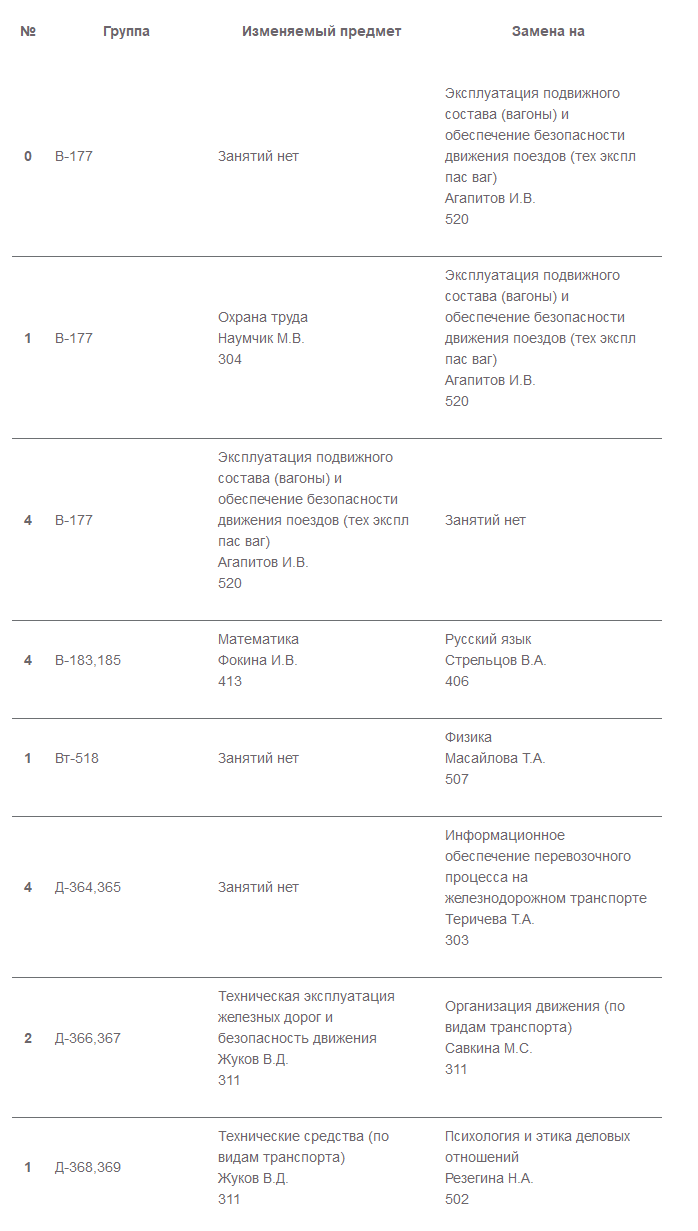 № Группа Изменяемый предмет Замена на
0 В-177 Занятий нет Эксплуатация подвижного
состава (вагоны) и
обеспечение безопасности
движения поездов (тех экспл
пас ваг)
Агапитов И.В.
520
1 В-177 Охрана труда
Наумчик М.В.
304
Эксплуатация подвижного
состава (вагоны) и
обеспечение безопасности
движения поездов (тех экспл
пас ваг)
Агапитов И.В.
520
4 В-177 Эксплуатация подвижного
состава (вагоны) и
обеспечение безопасности
движения поездов (тех экспл
пас ваг)
Агапитов И.В.
520
Занятий нет
4 В-183,185 Математика
Фокина И.В.
413
Русский язык
Стрельцов В.А.
406
1 Вт-518 Занятий нет Физика
Масайлова Т.А.
507
4 Д-364,365 Занятий нет Информационное
обеспечение перевозочного
процесса на
железнодорожном транспорте
Теричева Т.А.
303
2 Д-366,367 Техническая эксплуатация
железных дорог и
безопасность движения
Жуков В.Д.
311
Организация движения (по
видам транспорта)
Савкина М.С.
311
1 Д-368,369 Технические средства (по
видам транспорта)
Жуков В.Д.
311
Психология и этика деловых
отношений
Резегина Н.А.
502